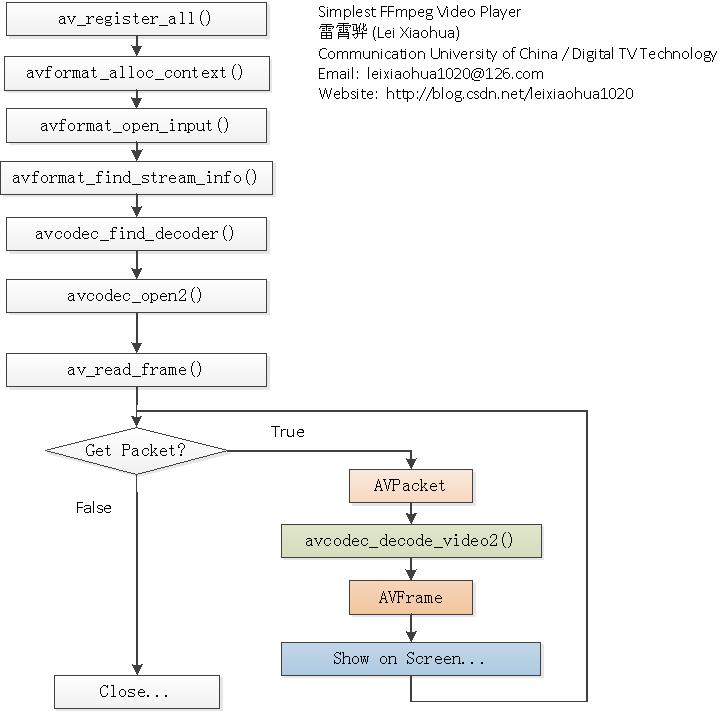 av_register_all()
Simplest FFmpeg Video Player
雷霄骅 (Lei Xiaohua)
Communication University of China / Digital TV Technology
Email: leixiaohua1020@126.com
Website: http://blog.csdn.net/leixiaohua1020
avformat_alloc_context()
avformat_open_input()
avformat_find_stream_info()
avcodec_find_decoder()
avcodec_open2()
av_read_frame()
Get Packet?
True
False
AVPacket
avcodec_decode_video2()
AVFrame
Show on Screen...
Close...